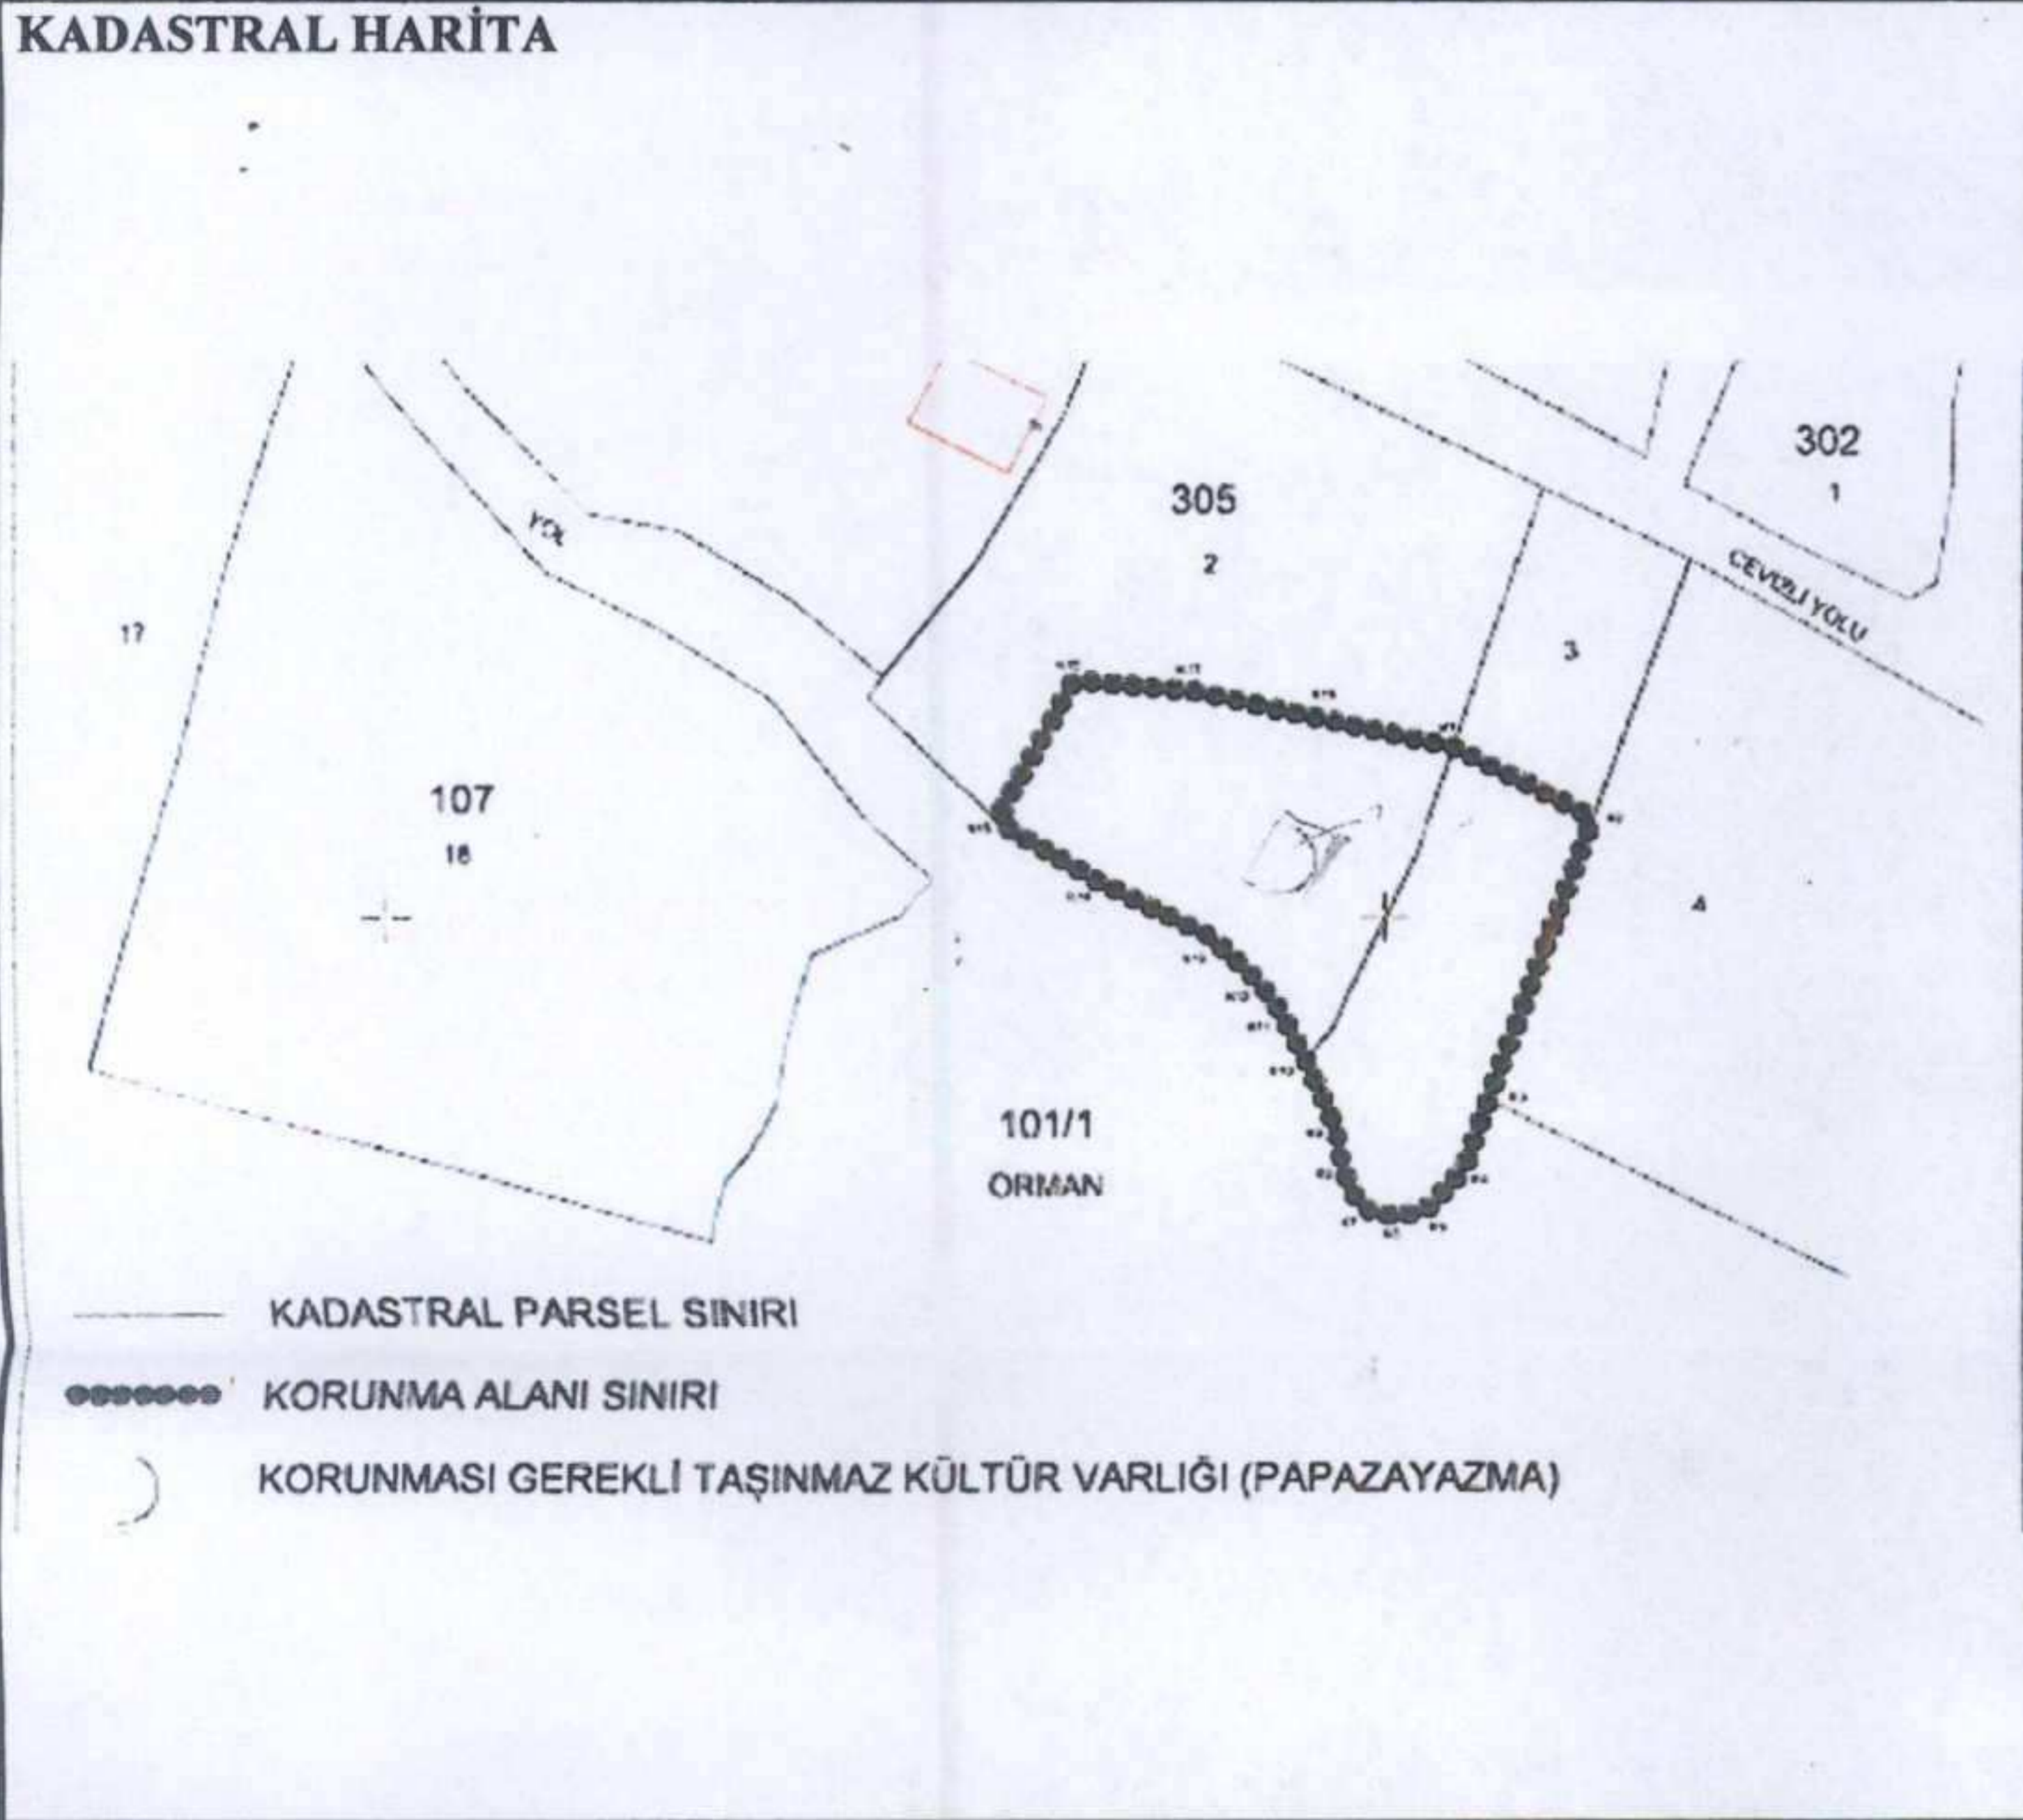 KADASTRAL HARİTA
302
1
305
2
YOL
CEVİZLİ YOLU
17
3
107
18
4
101/1
ORMAN
KADASTRAL PARSEL SINIRI
KORUNMA ALANI SINIRI
KORUNMASI GEREKLİ TAŞINMAZ KÜLTÜR VARLIĞI (PAPAZAYAZMA)